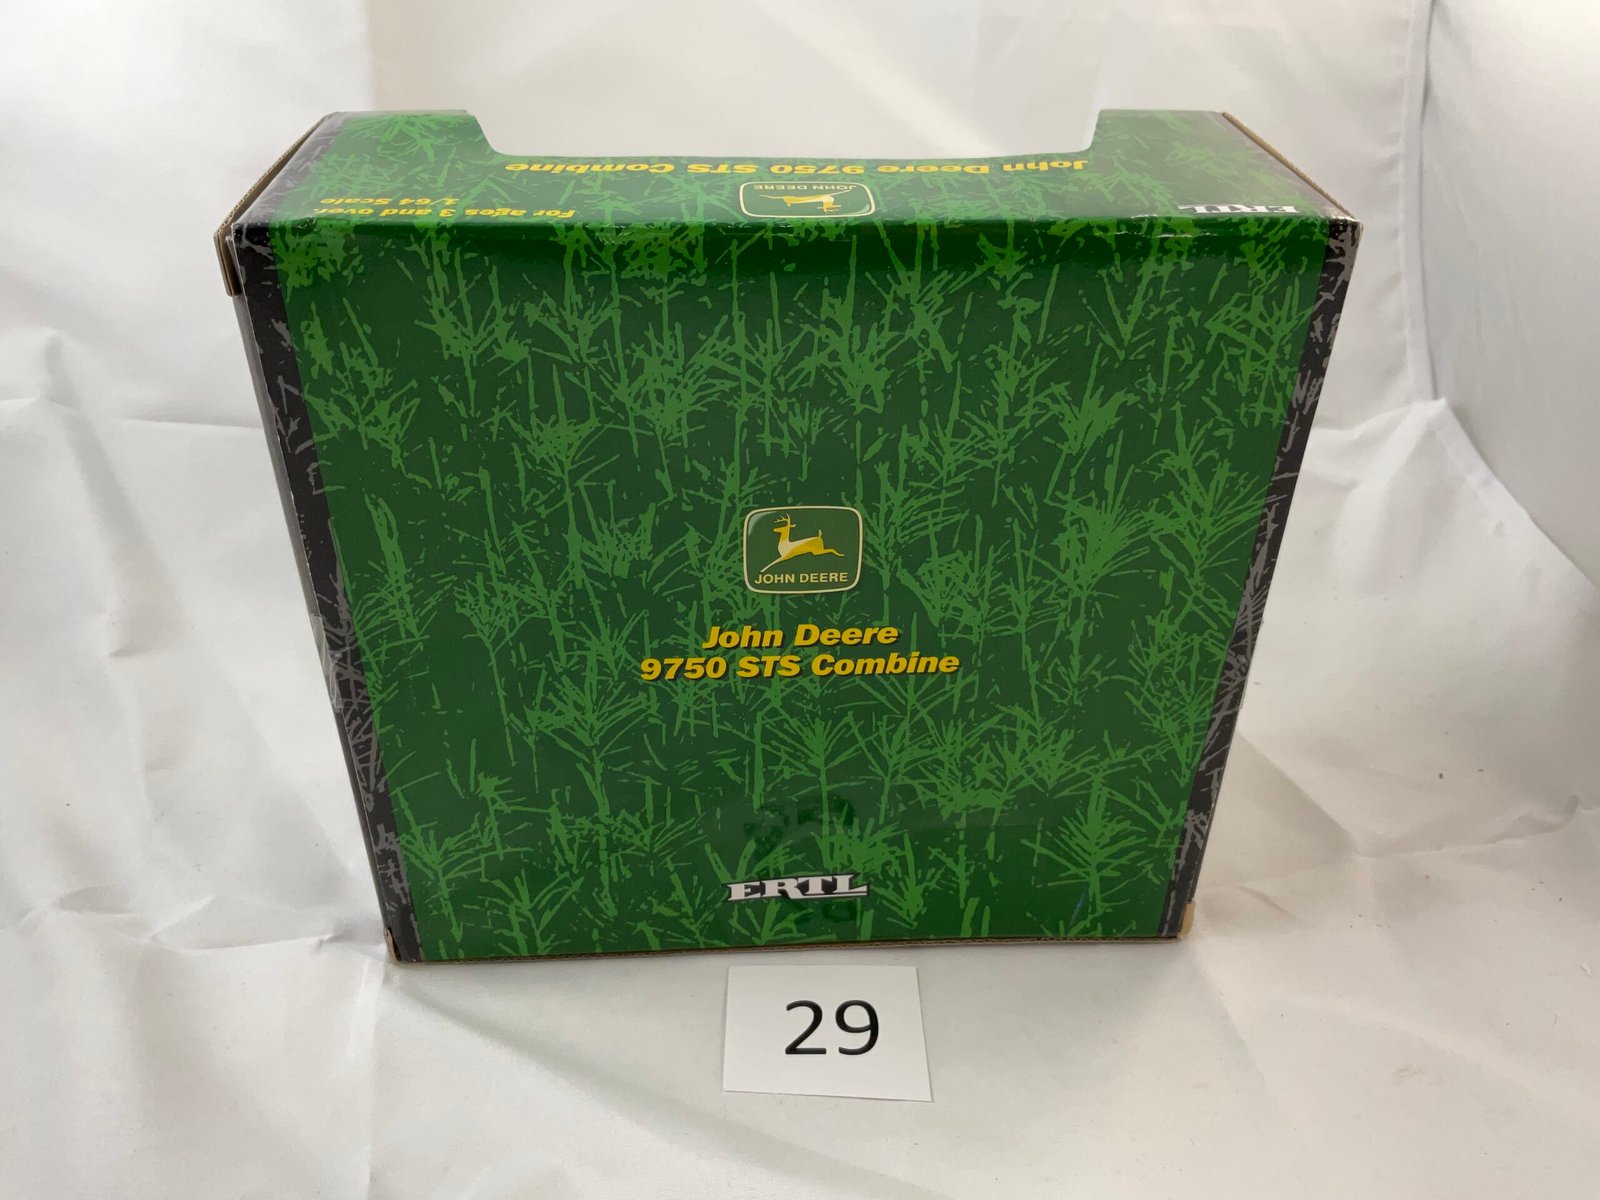 John Deere 9750 STS Combine
JOHN DEERE
For ages 3 and over
1/64 Scale
ERTL
JOHN DEERE
John Deere
9750 STS Combine
ERTL
29